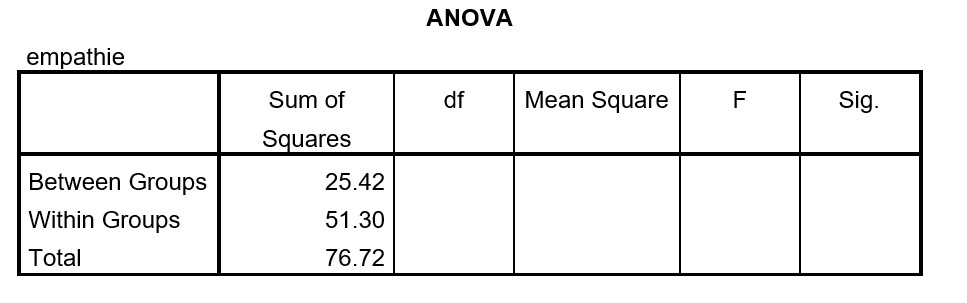 ANOVA
empathie
Sum of Squares df Mean Square F Sig.
Between Groups 25.42
Within Groups 51.30
Total 76.72